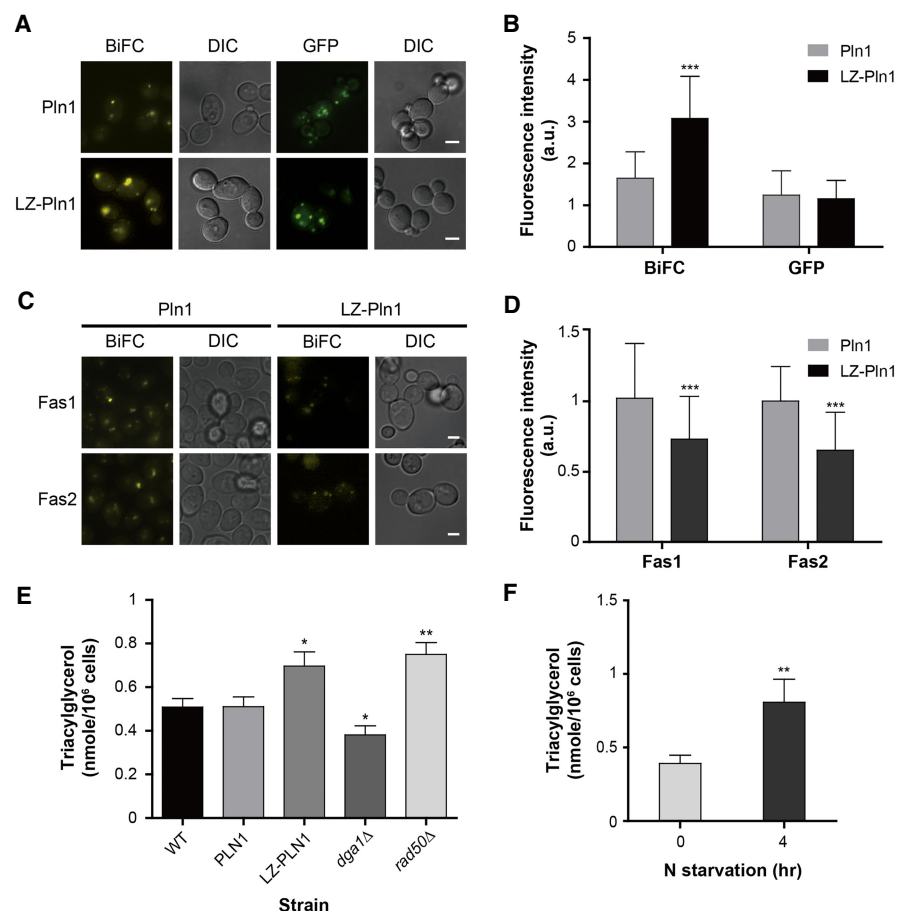 A
BiFC DIC GFP DIC
Pln1
LZ-Pln1
B
Fluorescence intensity
(a.u.)
5
4
3
2
1
0
***
Pln1
LZ-Pln1
BiFC GFP
C
Pln1 LZ-Pln1
BiFC DIC BiFC DIC
Fas1
Fas2
D
Fluorescence intensity
(a.u.)
1.5
1
0.5
0
*** ***
Pln1
LZ-Pln1
Fas1 Fas2
E
Triacylglycerol
(nmole/10⁶ cells)
1
0.8
0.6
0.4
0.2
0
* * **
WT PLN1 LZ-PLN1 dga1Δ rad50Δ
Strain
F
Triacylglycerol
(nmole/10⁶ cells)
1.5
1
0.5
0
**
0 4
N starvation (hr)